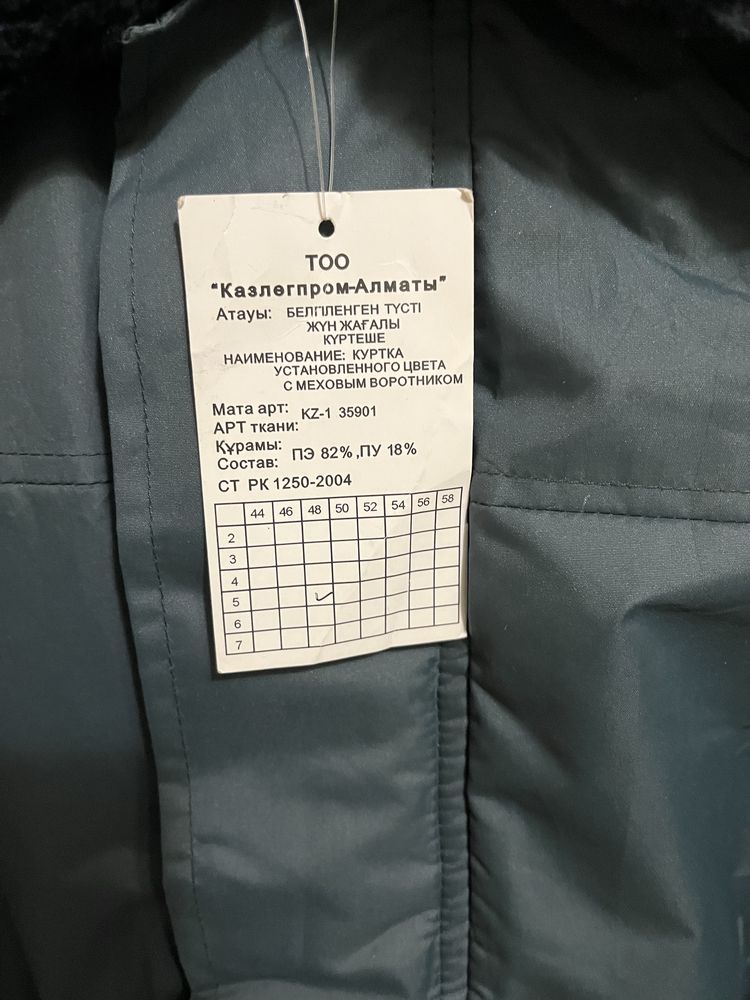 ТОО
"Казлегпром-Алматы"
Атауы: БЕЛГІЛЕНГЕН ТҮСТІ
ЖҮН ЖАҒАЛЫ
КҮРТЕШЕ
НАИМЕНОВАНИЕ: КУРТКА
УСТАНОВЛЕННОГО ЦВЕТА
С МЕХОВЫМ ВОРОТНИКОМ
Мата арт: KZ-1 35901
АРТ ткани:
Құрамы: ПЭ 82% ,ПУ 18%
Состав:
СТ РК 1250-2004
44 46 48 50 52 54 56 58
2
3
4
5
6
7